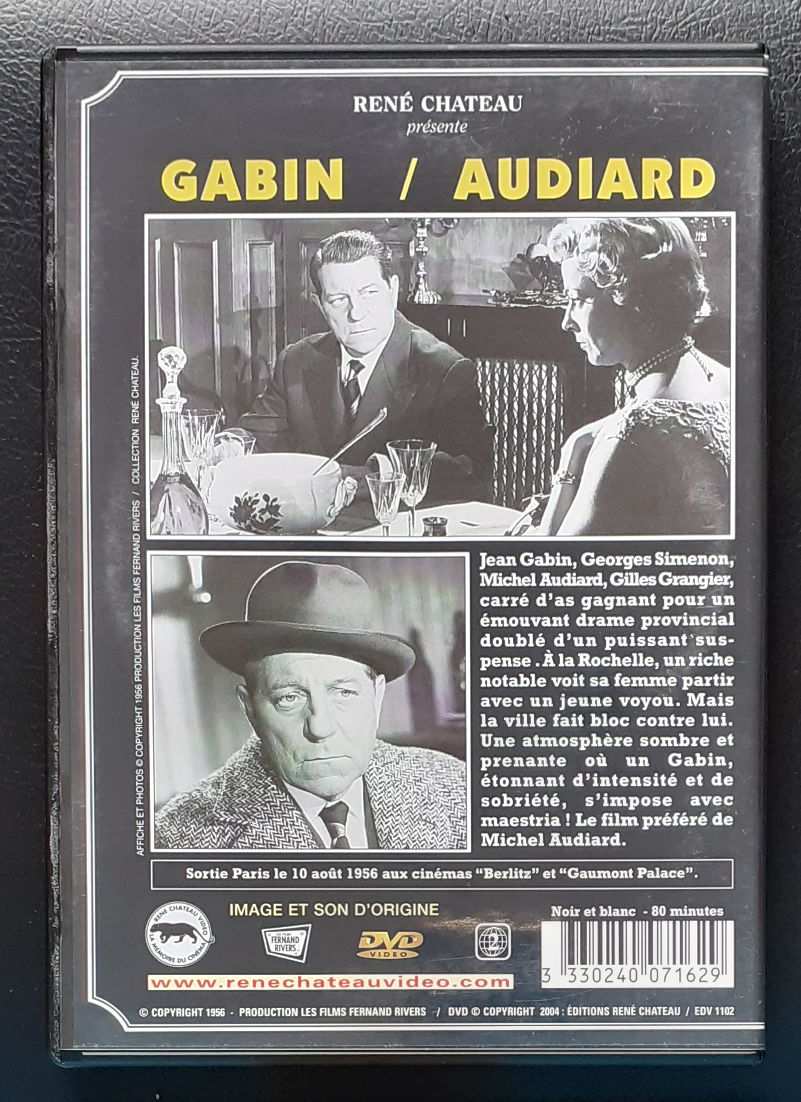 RENÉ CHATEAU
présente
GABIN / AUDIARD
AFFICHE ET PHOTOS © COPYRIGHT 1956 PRODUCTION LES FILMS FERNAND RIVERS / COLLECTION RENÉ CHATEAU.
Jean Gabin, Georges Simenon,
Michel Audiard, Gilles Grangier,
carré d'as gagnant pour un
émouvant drame provincial
doublé d'un puissant sus-
pense . À la Rochelle, un riche
notable voit sa femme partir
avec un jeune voyou. Mais
la ville fait bloc contre lui.
Une atmosphère sombre et
prenante où un Gabin,
étonnant d'intensité et de
sobriété, s'impose avec
maestria ! Le film préféré de
Michel Audiard.
Sortie Paris le 10 août 1956 aux cinémas "Berlitz" et "Gaumont Palace".
RENE CHATEAU VIDEO
LA MEMOIRE DU CINEMA
IMAGE ET SON D'ORIGINE
LES FILMS
FERNAND
RIVERS
DVD
VIDEO
2
Noir et blanc - 80 minutes
3 330240 071629
www.renechateauvideo.com
© COPYRIGHT 1956 - PRODUCTION LES FILMS FERNAND RIVERS / DVD © COPYRIGHT 2004 : ÉDITIONS RENÉ CHATEAU / EDV 1102